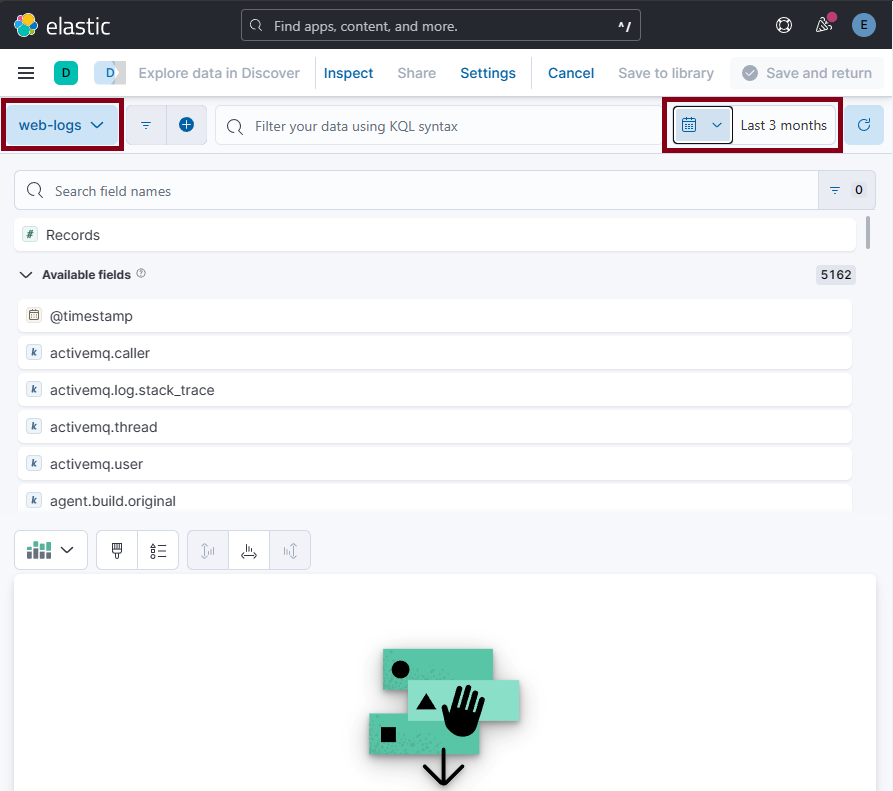 elastic
Find apps, content, and more.
^/
E
D
D
Explore data in Discover
Inspect
Share
Settings
Cancel
Save to library
Save and return
web-logs
Filter your data using KQL syntax
Last 3 months
Search field names
0
# Records
Available fields ?
5162
@timestamp
k activemq.caller
k activemq.log.stack_trace
k activemq.thread
k activemq.user
k agent.build.original